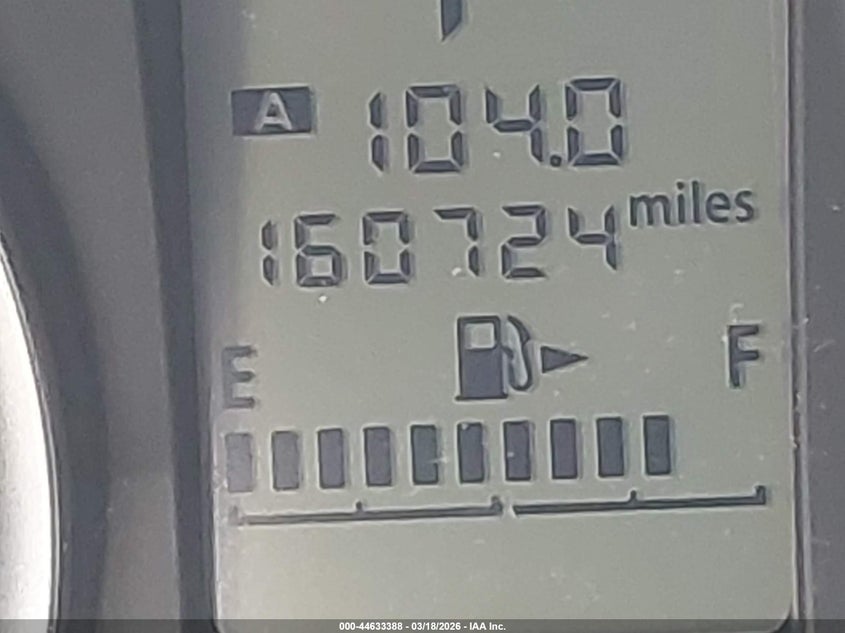 A 104.0
160724 miles
E F
000-44633388 - 03/18/2026 - IAA Inc.